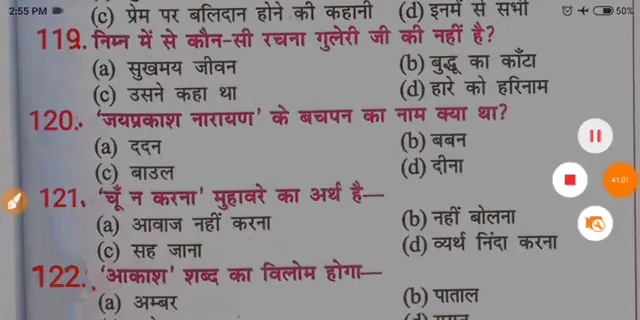 2:55 PM
50%
(c) प्रेम पर बलिदान होने की कहानी (d) इनमें से सभी
119. निम्न में से कौन-सी रचना गुलेरी जी की नहीं है?
(a) सुखमय जीवन (b) बुद्धू का काँटा
(c) उसने कहा था (d) हारे को हरिनाम
120. 'जयप्रकाश नारायण' के बचपन का नाम क्या था?
(a) ददन (b) बबन
(c) बाउल (d) दीना
121. 'चूँ न करना' मुहावरे का अर्थ है—
(a) आवाज नहीं करना (b) नहीं बोलना
(c) सह जाना (d) व्यर्थ निंदा करना
122. 'आकाश' शब्द का विलोम होगा—
(a) अम्बर (b) पाताल
41:01